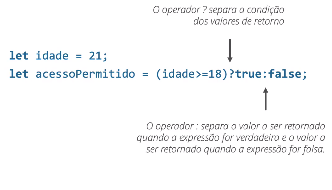 O operador ? separa a condição
dos vaiores de retorno
let idade = 21;
let acessoPermitido = (idade>=18)?true:false;
O operador : separa o valor a ser retornado
quando a expressão for verdadeira e o valor a
ser retornado quando a expressão for falsa.